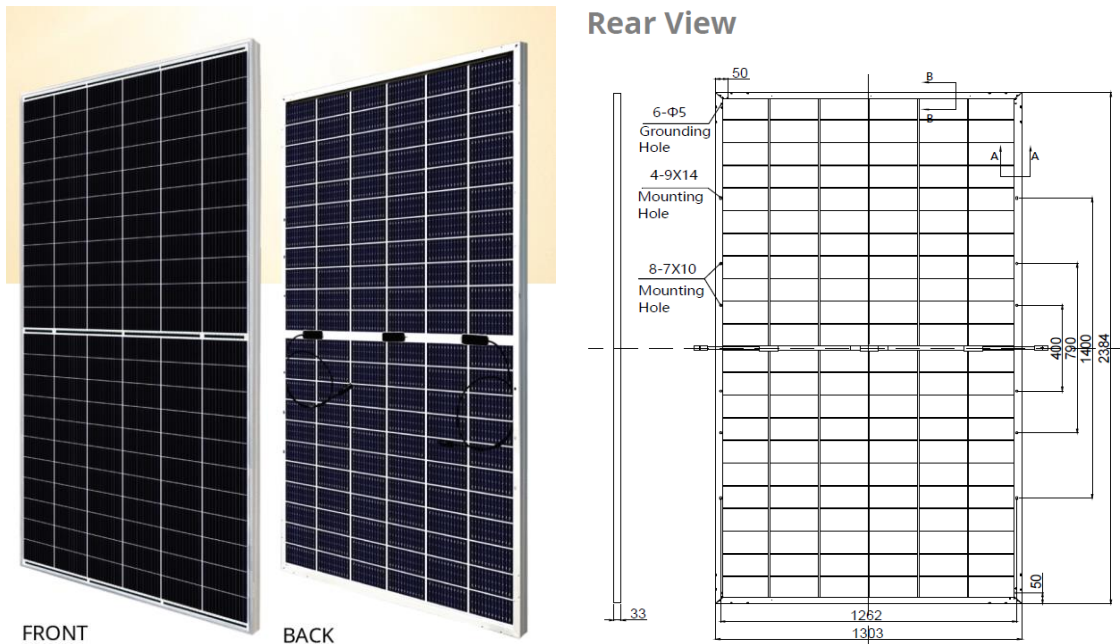 Rear View
50
B
6-Φ5
Grounding
Hole
B
A
A
4-9X14
Mounting
Hole
8-7X10
Mounting
Hole
400
790
1400
2384
50
33
1262
1303
FRONT
BACK